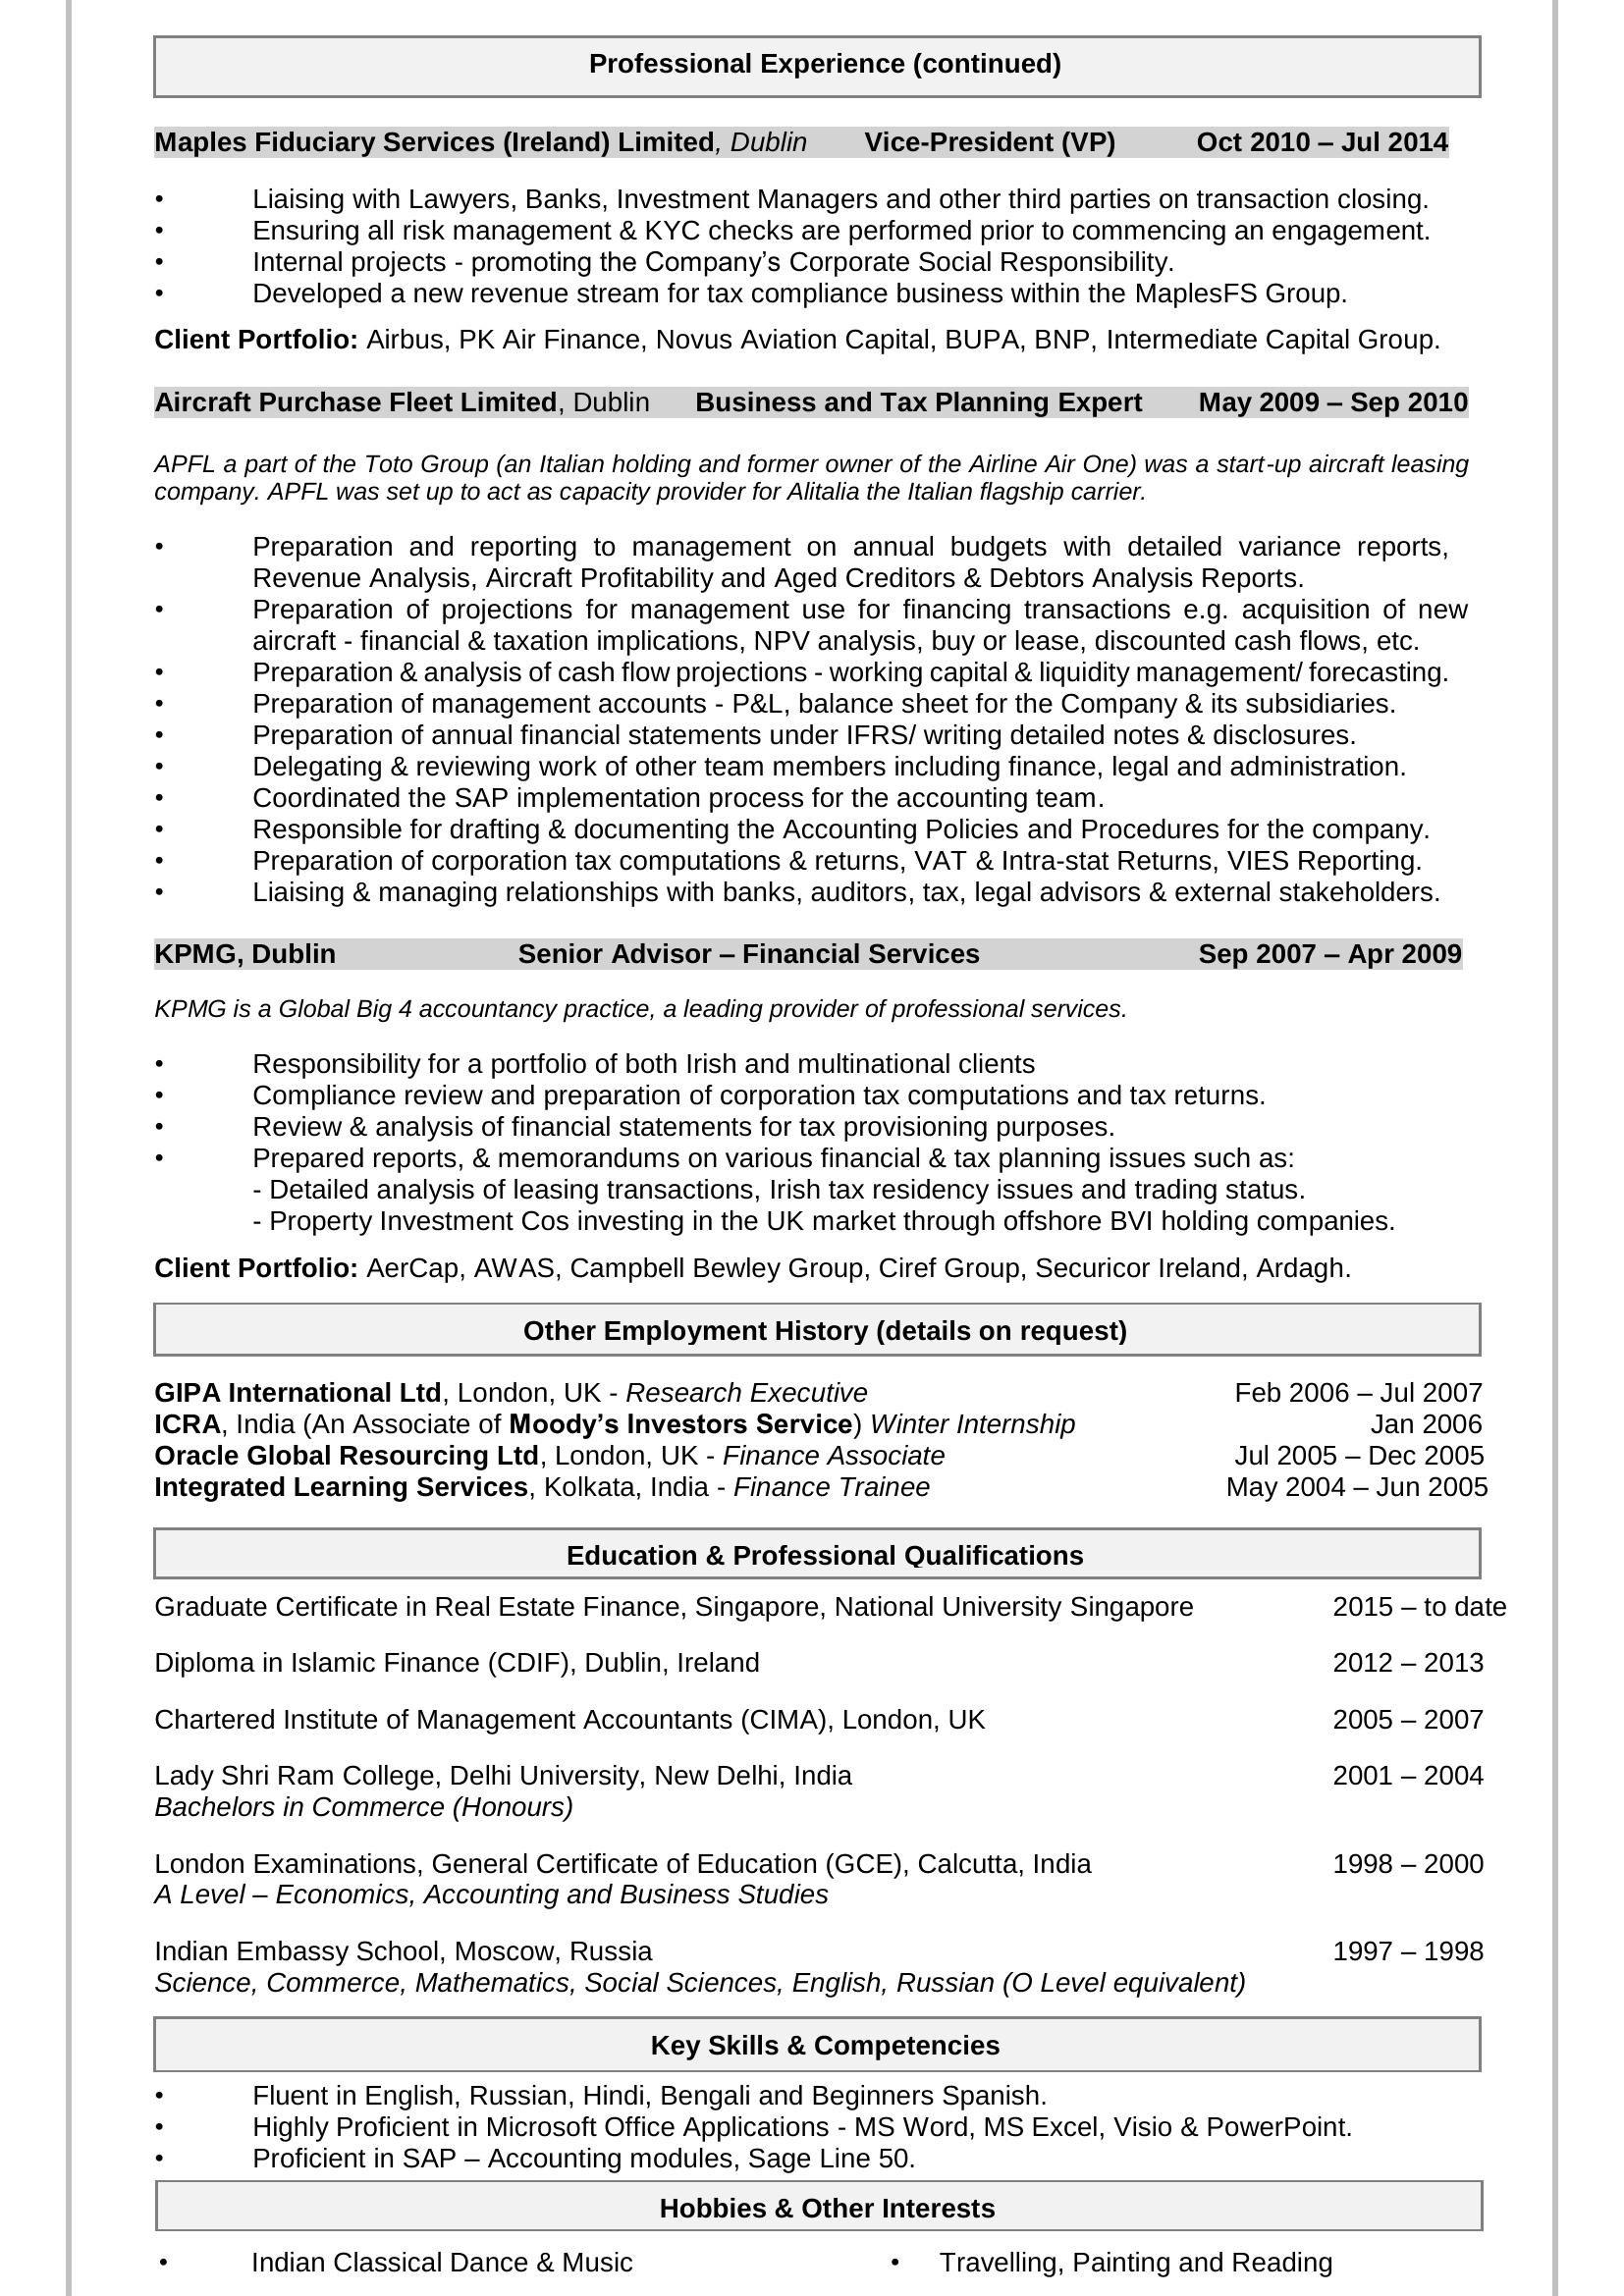 Professional Experience (continued)
Maples Fiduciary Services (Ireland) Limited, Dublin Vice-President (VP) Oct 2010 – Jul 2014
• Liaising with Lawyers, Banks, Investment Managers and other third parties on transaction closing.
• Ensuring all risk management & KYC checks are performed prior to commencing an engagement.
• Internal projects - promoting the Company’s Corporate Social Responsibility.
• Developed a new revenue stream for tax compliance business within the MaplesFS Group.
Client Portfolio: Airbus, PK Air Finance, Novus Aviation Capital, BUPA, BNP, Intermediate Capital Group.
Aircraft Purchase Fleet Limited, Dublin Business and Tax Planning Expert May 2009 – Sep 2010
APFL a part of the Toto Group (an Italian holding and former owner of the Airline Air One) was a start-up aircraft leasing
company. APFL was set up to act as capacity provider for Alitalia the Italian flagship carrier.
• Preparation and reporting to management on annual budgets with detailed variance reports,
Revenue Analysis, Aircraft Profitability and Aged Creditors & Debtors Analysis Reports.
• Preparation of projections for management use for financing transactions e.g. acquisition of new
aircraft - financial & taxation implications, NPV analysis, buy or lease, discounted cash flows, etc.
• Preparation & analysis of cash flow projections - working capital & liquidity management/ forecasting.
• Preparation of management accounts - P&L, balance sheet for the Company & its subsidiaries.
• Preparation of annual financial statements under IFRS/ writing detailed notes & disclosures.
• Delegating & reviewing work of other team members including finance, legal and administration.
• Coordinated the SAP implementation process for the accounting team.
• Responsible for drafting & documenting the Accounting Policies and Procedures for the company.
• Preparation of corporation tax computations & returns, VAT & Intra-stat Returns, VIES Reporting.
• Liaising & managing relationships with banks, auditors, tax, legal advisors & external stakeholders.
KPMG, Dublin Senior Advisor – Financial Services Sep 2007 – Apr 2009
KPMG is a Global Big 4 accountancy practice, a leading provider of professional services.
• Responsibility for a portfolio of both Irish and multinational clients
• Compliance review and preparation of corporation tax computations and tax returns.
• Review & analysis of financial statements for tax provisioning purposes.
• Prepared reports, & memorandums on various financial & tax planning issues such as:
- Detailed analysis of leasing transactions, Irish tax residency issues and trading status.
- Property Investment Cos investing in the UK market through offshore BVI holding companies.
Client Portfolio: AerCap, AWAS, Campbell Bewley Group, Ciref Group, Securicor Ireland, Ardagh.
Other Employment History (details on request)
GIPA International Ltd, London, UK - Research Executive Feb 2006 – Jul 2007
ICRA, India (An Associate of Moody’s Investors Service) Winter Internship Jan 2006
Oracle Global Resourcing Ltd, London, UK - Finance Associate Jul 2005 – Dec 2005
Integrated Learning Services, Kolkata, India - Finance Trainee May 2004 – Jun 2005
Education & Professional Qualifications
Graduate Certificate in Real Estate Finance, Singapore, National University Singapore 2015 – to date
Diploma in Islamic Finance (CDIF), Dublin, Ireland 2012 – 2013
Chartered Institute of Management Accountants (CIMA), London, UK 2005 – 2007
Lady Shri Ram College, Delhi University, New Delhi, India 2001 – 2004
Bachelors in Commerce (Honours)
London Examinations, General Certificate of Education (GCE), Calcutta, India 1998 – 2000
A Level – Economics, Accounting and Business Studies
Indian Embassy School, Moscow, Russia 1997 – 1998
Science, Commerce, Mathematics, Social Sciences, English, Russian (O Level equivalent)
Key Skills & Competencies
• Fluent in English, Russian, Hindi, Bengali and Beginners Spanish.
• Highly Proficient in Microsoft Office Applications - MS Word, MS Excel, Visio & PowerPoint.
• Proficient in SAP – Accounting modules, Sage Line 50.
Hobbies & Other Interests
• Indian Classical Dance & Music • Travelling, Painting and Reading